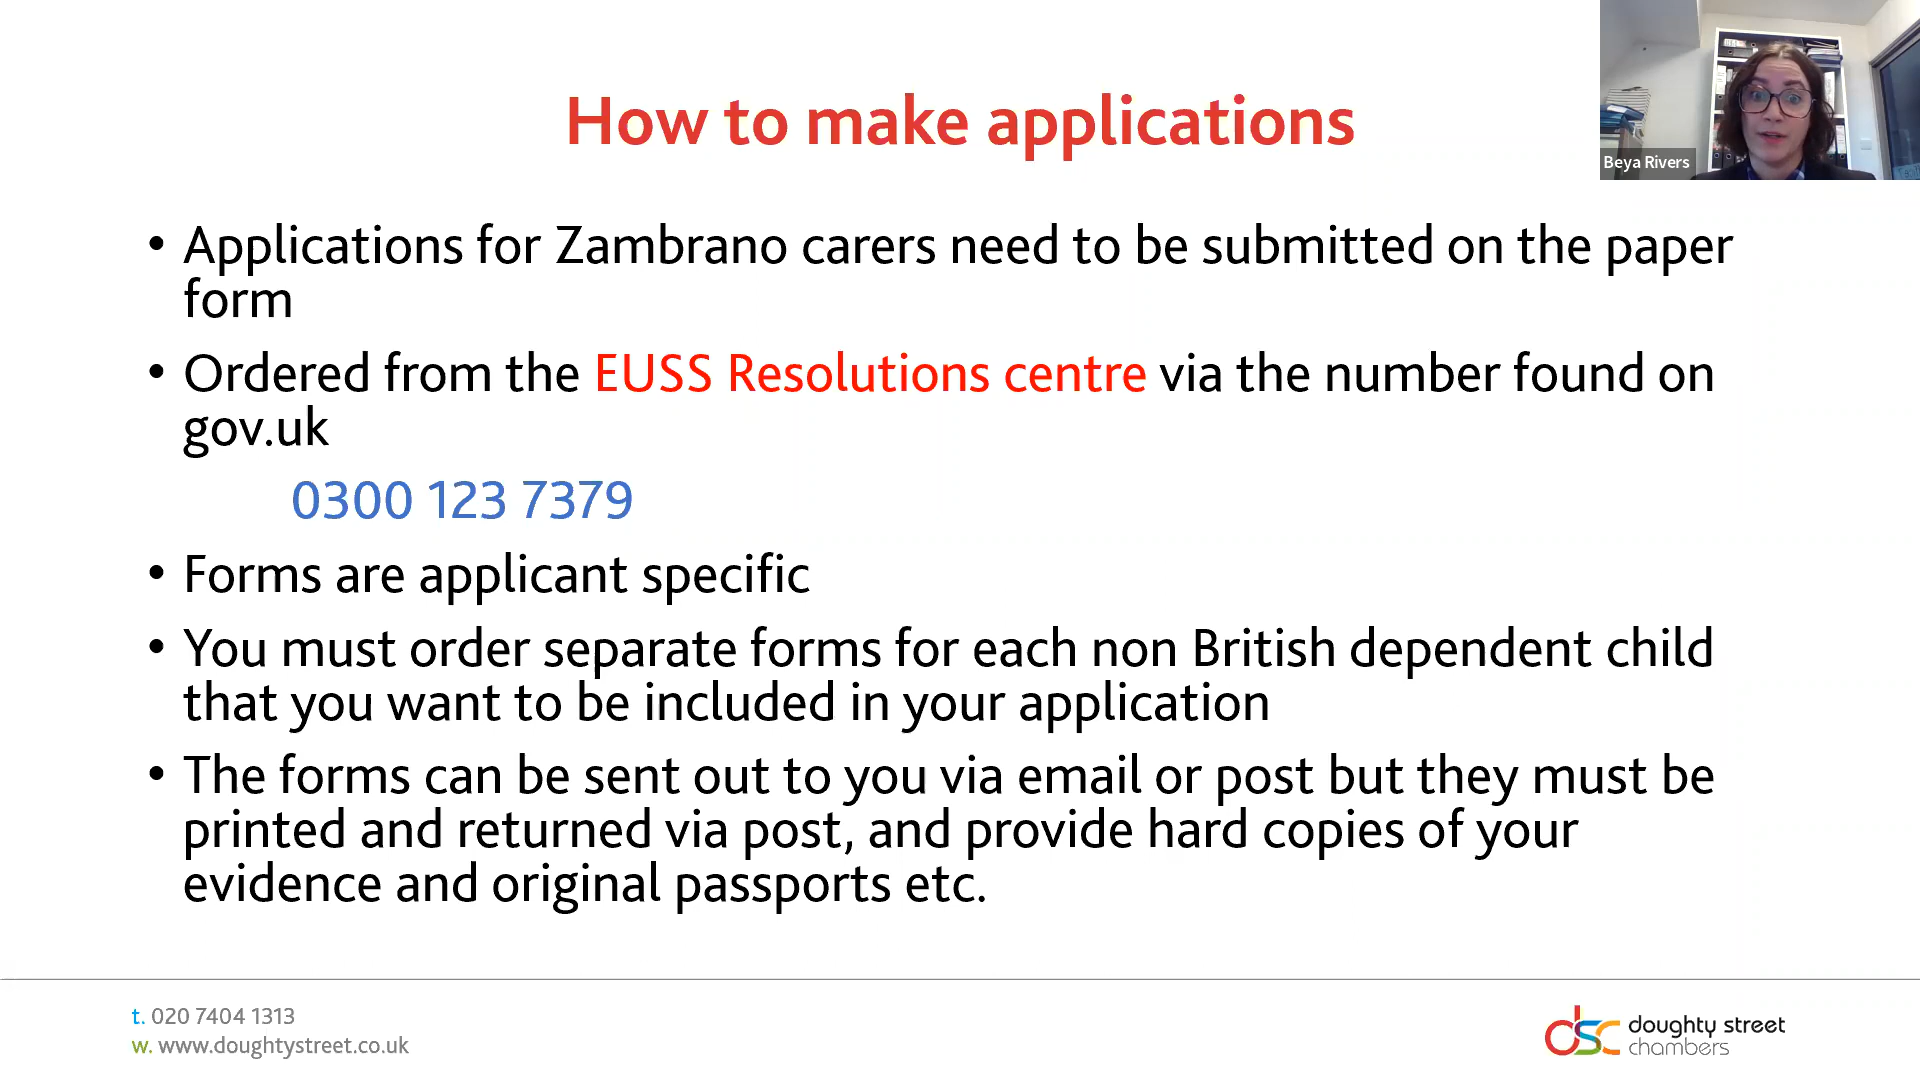 How to make applications
Beya Rivers
• Applications for Zambrano carers need to be submitted on the paper
form
• Ordered from the EUSS Resolutions centre via the number found on
gov.uk
0300 123 7379
• Forms are applicant specific
• You must order separate forms for each non British dependent child
that you want to be included in your application
• The forms can be sent out to you via email or post but they must be
printed and returned via post, and provide hard copies of your
evidence and original passports etc.
t. 020 7404 1313
w. www.doughtystreet.co.uk
dsc doughty street
chambers